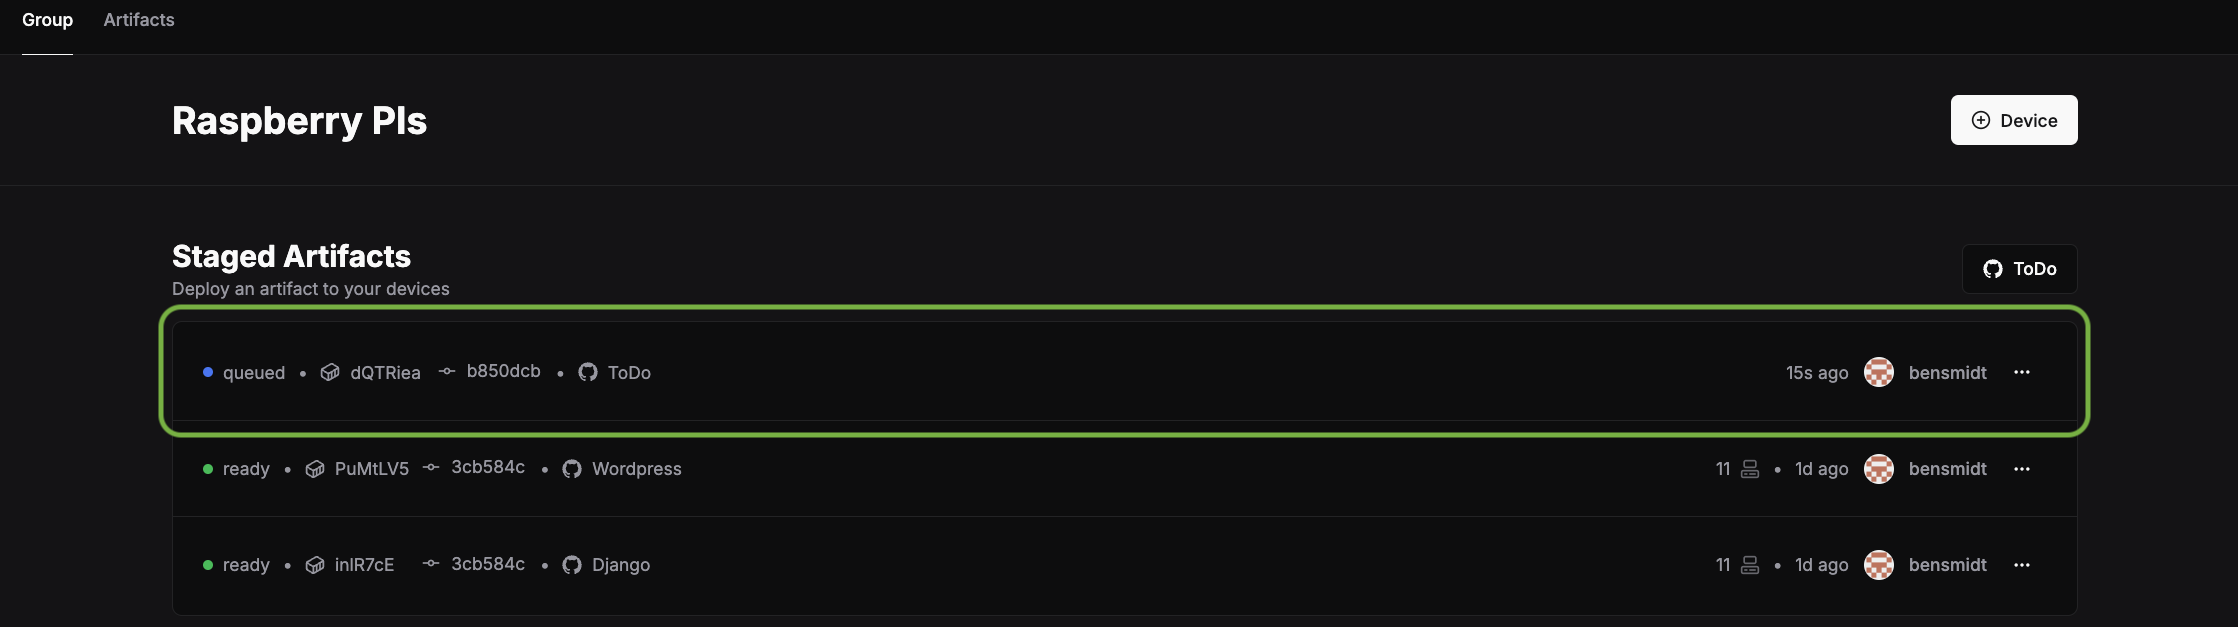 Group Artifacts
Raspberry PIs
Device
Staged Artifacts
Deploy an artifact to your devices
ToDo
queued • dQTRiea b850dcb • ToDo 15s ago bensmidt ...
ready • PuMtLV5 3cb584c • Wordpress 11 • 1d ago bensmidt ...
ready • inIR7cE 3cb584c • Django 11 • 1d ago bensmidt ...